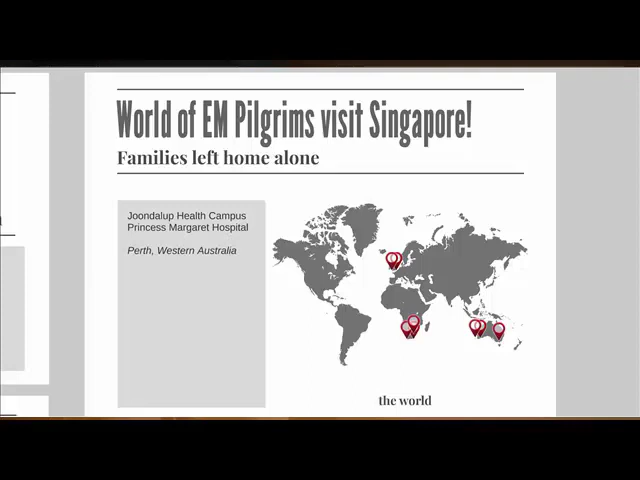 World of EM Pilgrims visit Singapore!
Families left home alone
Joondalup Health Campus
Princess Margaret Hospital
Perth, Western Australia
the world